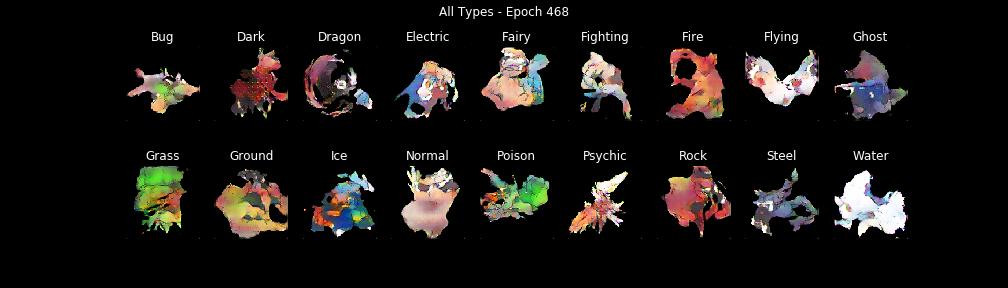 All Types - Epoch 468
Bug Dark Dragon Electric Fairy Fighting Fire Flying Ghost
Grass Ground Ice Normal Poison Psychic Rock Steel Water